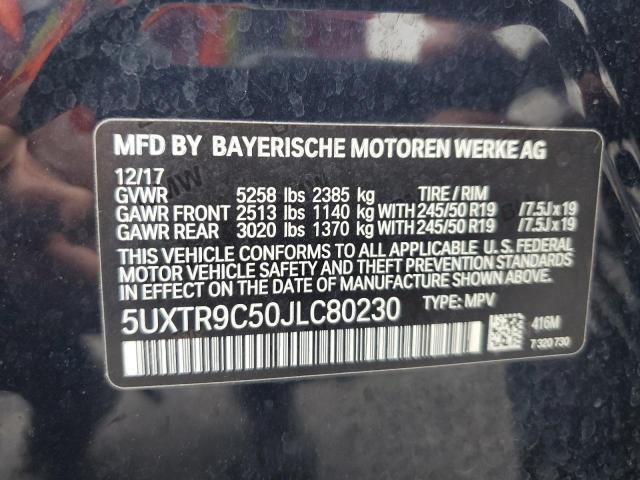 MFD BY BAYERISCHE MOTOREN WERKE AG
12/17
GVWR 5258 lbs 2385 kg TIRE / RIM
GAWR FRONT 2513 lbs 1140 kg WITH 245/50 R19 /7.5J x 19
GAWR REAR 3020 lbs 1370 kg WITH 245/50 R19 /7.5J x 19
THIS VEHICLE CONFORMS TO ALL APPLICABLE U.S. FEDERAL
MOTOR VEHICLE SAFETY AND THEFT PREVENTION STANDARDS
IN EFFECT ON THE DATE OF MANUFACTURE SHOWN ABOVE.
5UXTR9C50JLC80230 TYPE: MPV
416M
7 320 730